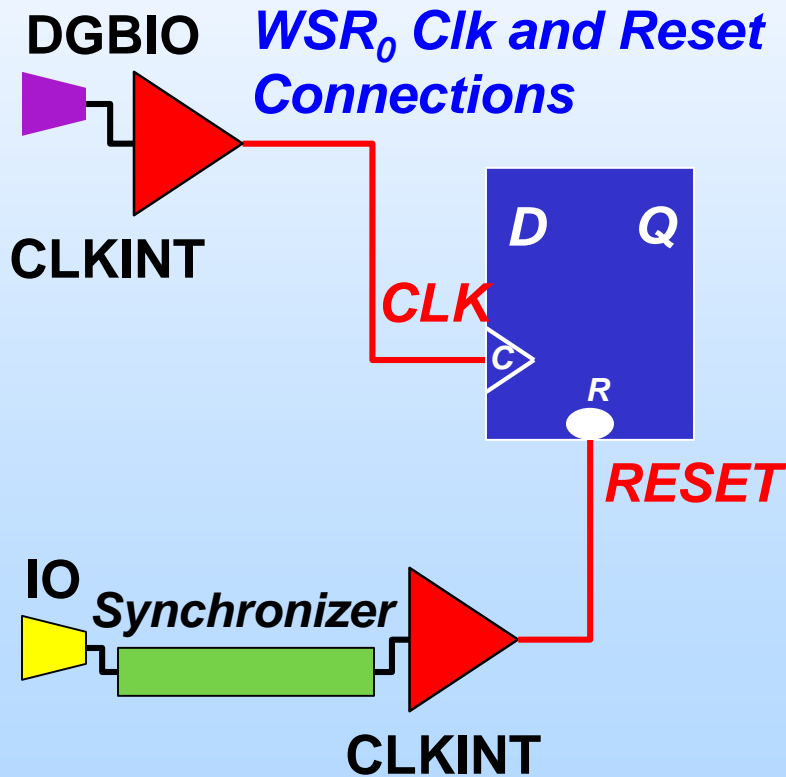 DGBIO
WSR₀ Clk and Reset
Connections
CLKINT
D Q
CLK
C
R
RESET
IO
Synchronizer
CLKINT